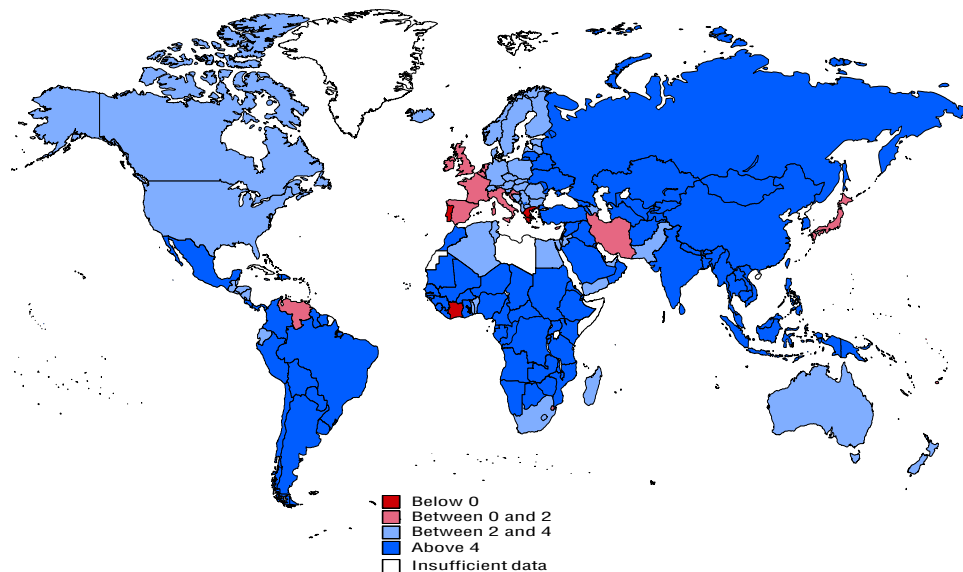 Below 0
Between 0 and 2
Between 2 and 4
Above 4
Insufficient data